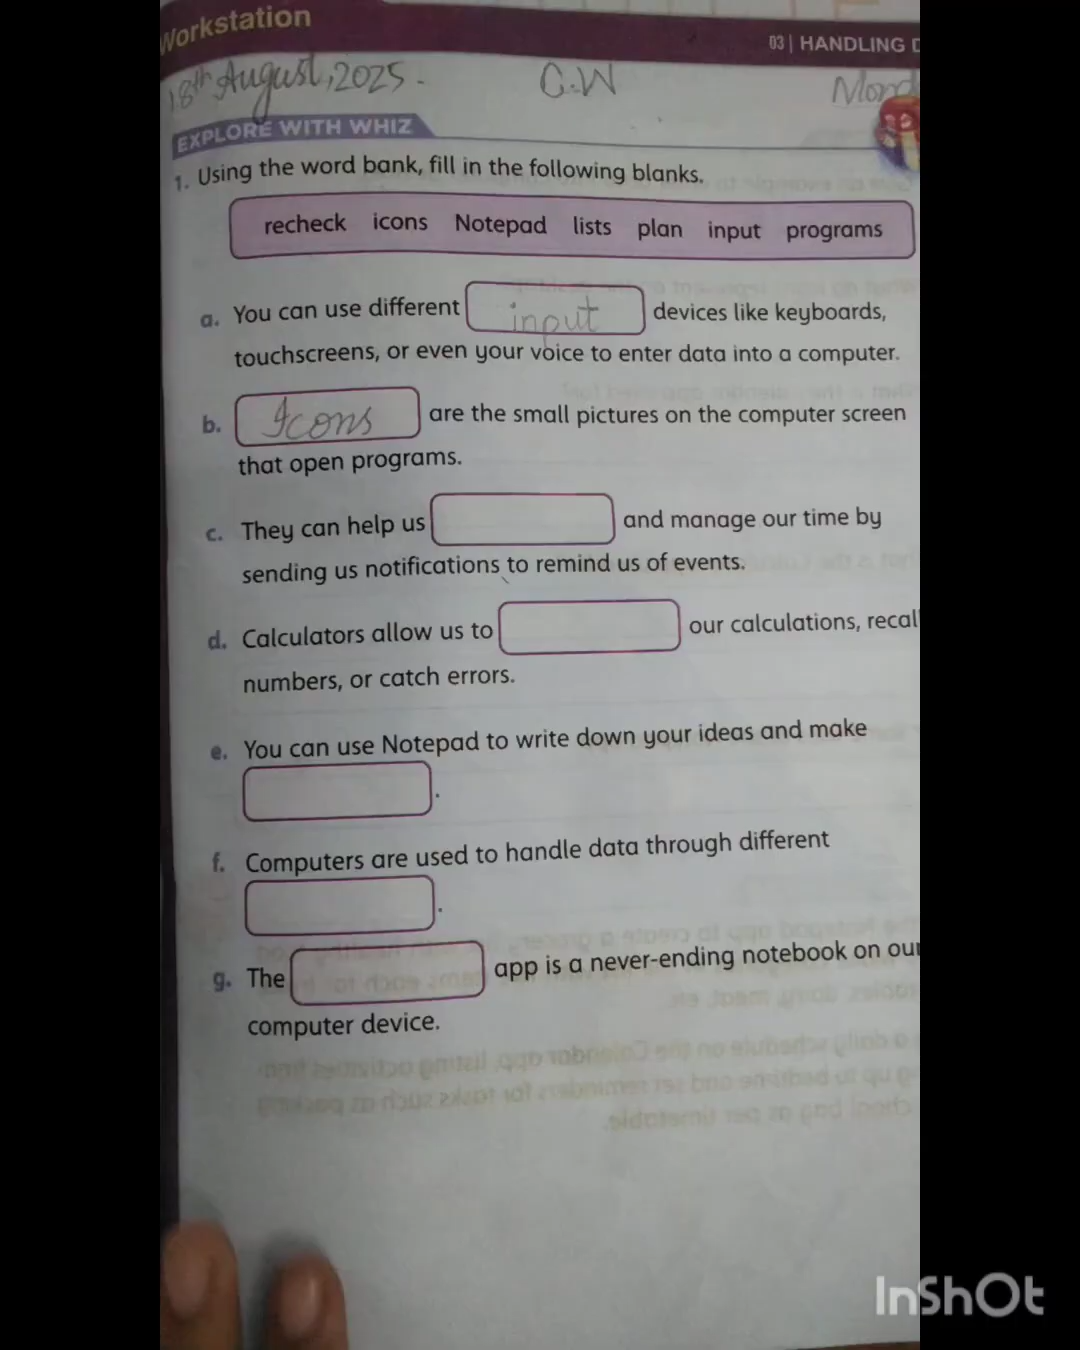 Workstation
03 | HANDLING
18th August, 2025.
C.W
EXPLORE WITH WHIZ
1. Using the word bank, fill in the following blanks.
recheck icons Notepad lists plan input programs
a. You can use different input devices like keyboards,
touchscreens, or even your voice to enter data into a computer.
b. Icons are the small pictures on the computer screen
that open programs.
c. They can help us and manage our time by
sending us notifications to remind us of events.
d. Calculators allow us to our calculations, recall
numbers, or catch errors.
e. You can use Notepad to write down your ideas and make
.
f. Computers are used to handle data through different
.
g. The app is a never-ending notebook on our
computer device.
InShOt